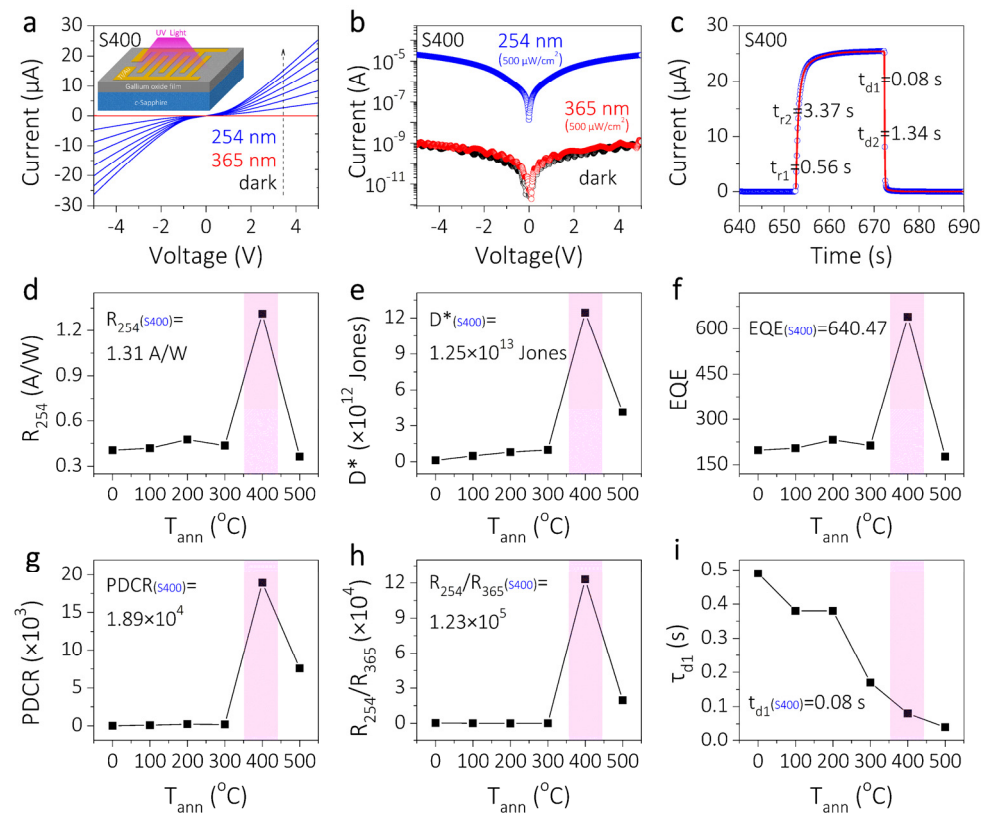 a
S400
UV Light
Gallium oxide film
c-Sapphire
254 nm
365 nm
dark
30
20
10
0
-10
-20
30
Current (μA)
-4 -2 0 2 4
Voltage (V)
b
S400
254 nm
(500 μW/cm²)
365 nm
(500 μW/cm²)
dark
10⁻⁵
10⁻⁷
10⁻⁹
10⁻¹¹
Current (A)
-4 -2 0 2 4
Voltage(V)
c
S400
t_d1=0.08 s
t_r2=3.37 s
t_d2=1.34 s
t_r1=0.56 s
30
20
10
0
Current (μA)
640 650 660 670 680 690
Time (s)
d
R₂₅₄(S400)=
1.31 A/W
1.2
0.9
0.6
0.3
R₂₅₄ (A/W)
0 100 200 300 400 500
T_ann (°C)
e
D*(S400)=
1.25×10¹³ Jones
12
9
6
3
0
D* (×10¹² Jones)
0 100 200 300 400 500
T_ann (°C)
f
EQE(S400)=640.47
600
450
300
150
EQE
0 100 200 300 400 500
T_ann (°C)
g
PDCR(S400)=
1.89×10⁴
20
15
10
5
0
PDCR (×10³)
0 100 200 300 400 500
T_ann (°C)
h
R₂₅₄/R₃₆₅(S400)=
1.23×10⁵
12
9
6
3
0
R₂₅₄/R₃₆₅ (×10⁴)
0 100 200 300 400 500
T_ann (°C)
i
t_d1(S400)=0.08 s
0.5
0.4
0.3
0.2
0.1
0.0
τ_d1 (s)
0 100 200 300 400 500
T_ann (°C)